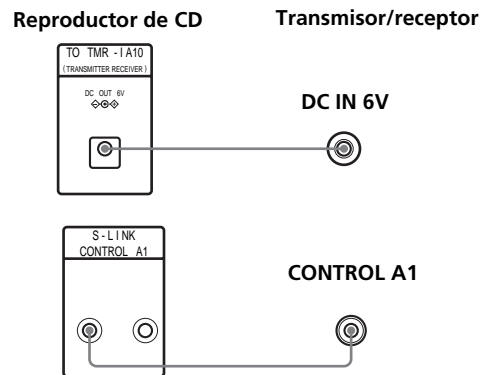 Reproductor de CD
Transmisor/receptor
TO TMR-IA10
(TRANSMITTER RECEIVER)
DC OUT 6V
DC IN 6V
S-LINK
CONTROL A1
CONTROL A1